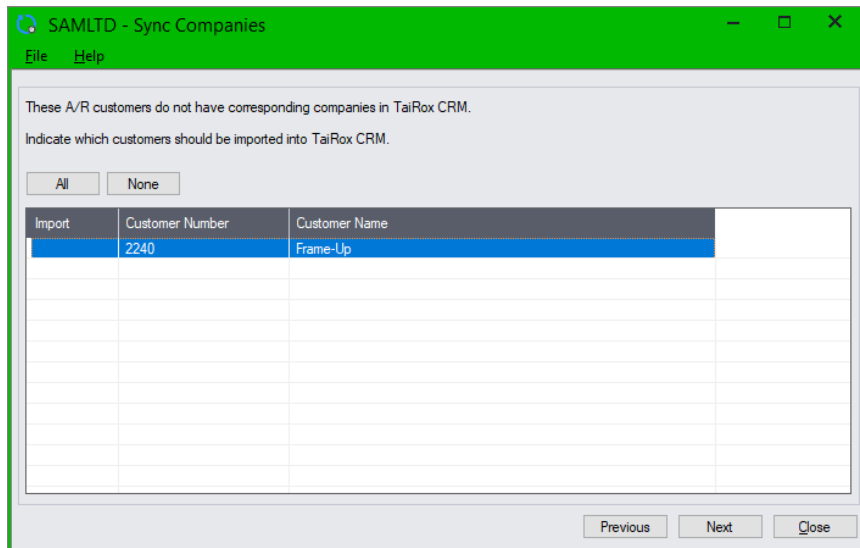 SAMLTD - Sync Companies
File Help
These A/R customers do not have corresponding companies in TaiRox CRM.
Indicate which customers should be imported into TaiRox CRM.
All None
Import Customer Number Customer Name
2240 Frame-Up
Previous Next Close